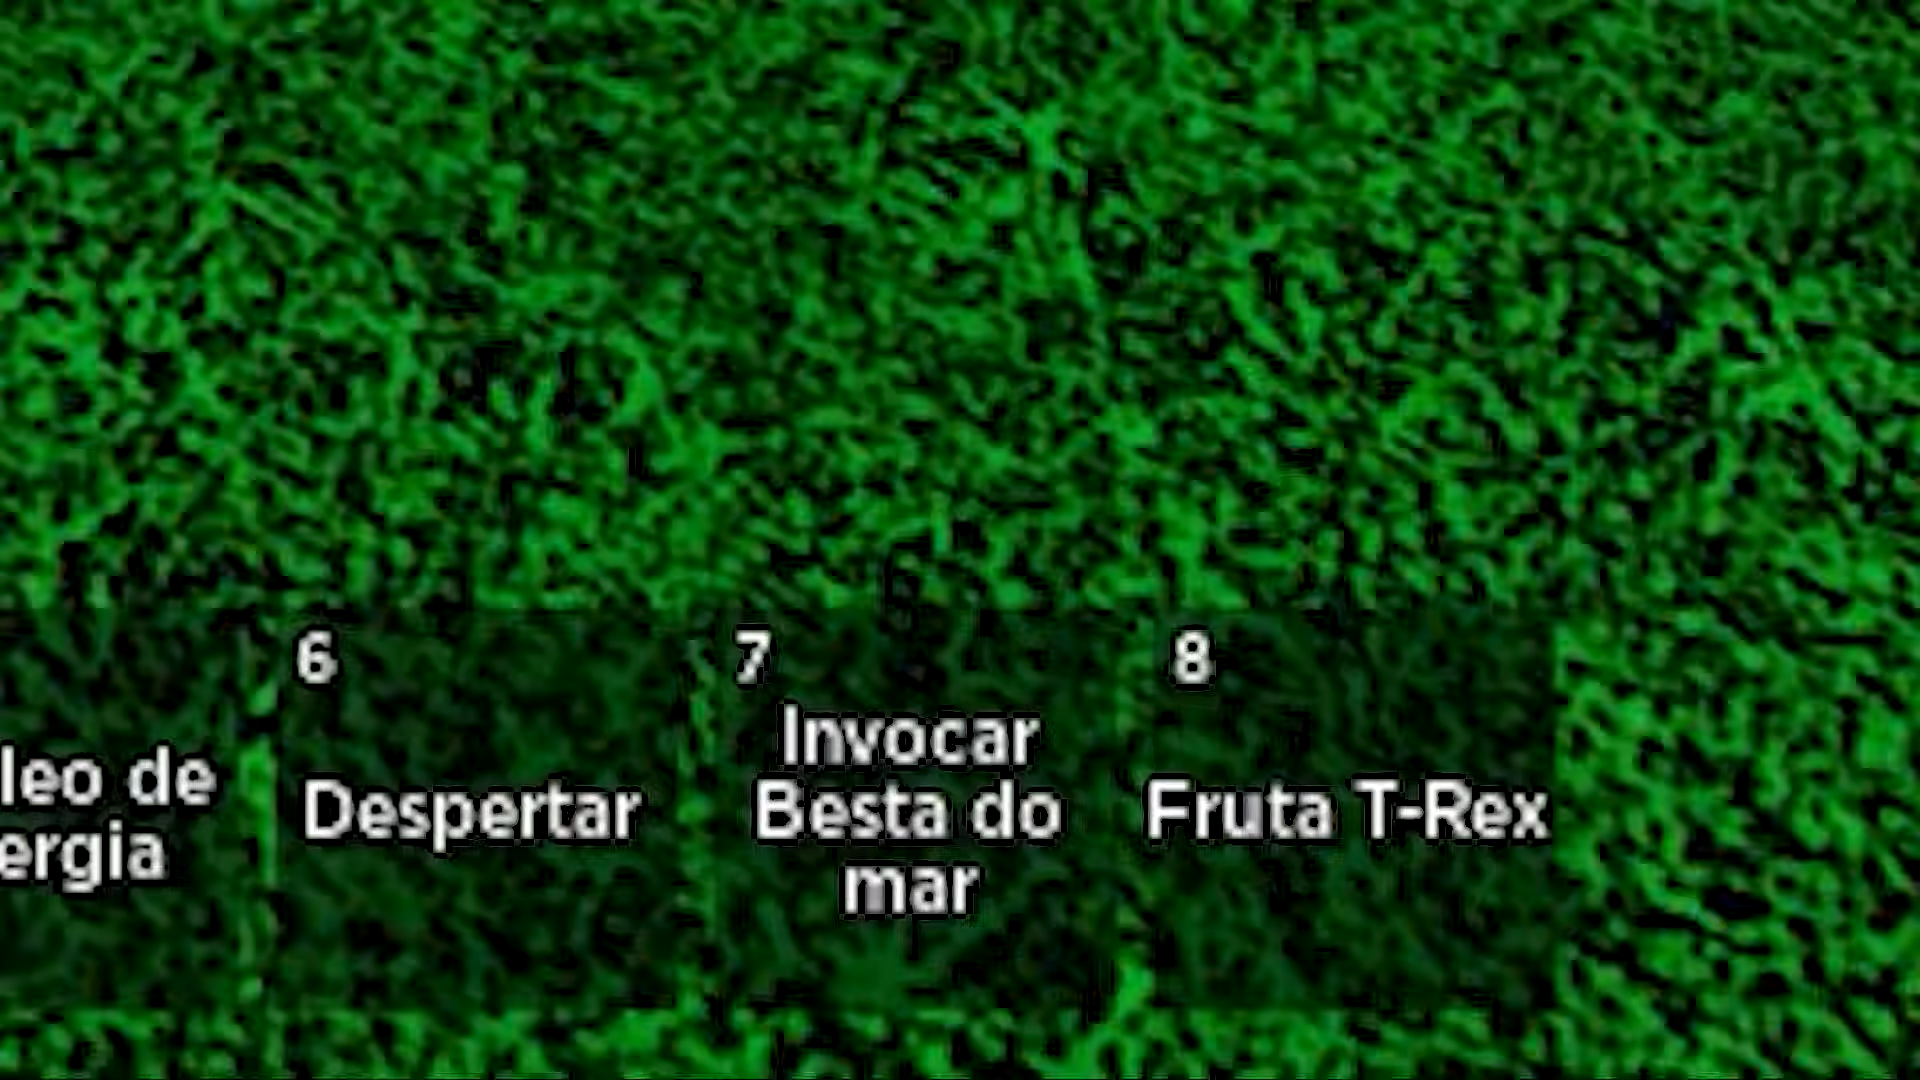 6
7
8
leo de
ergia
Despertar
Invocar
Besta do
mar
Fruta T-Rex